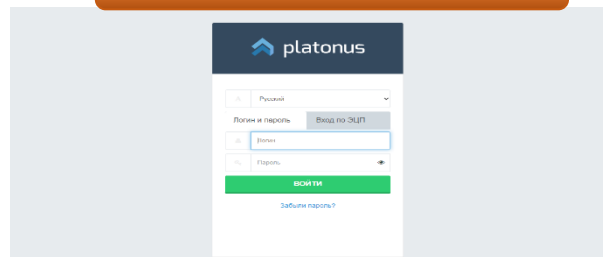 platonus
Русский
Логин и пароль Вход по ЭЦП
Логин
Пароль
ВОЙТИ
Забыли пароль?